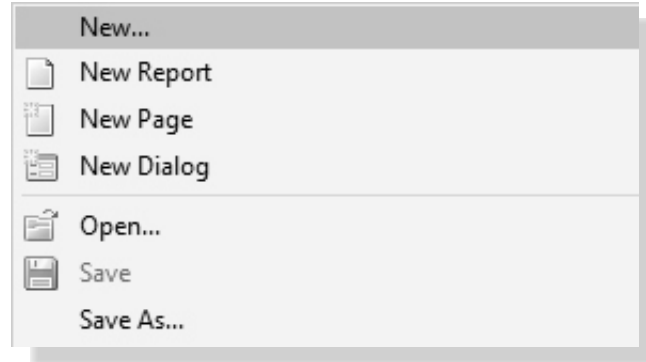 New...
New Report
New Page
New Dialog
Open...
Save
Save As...